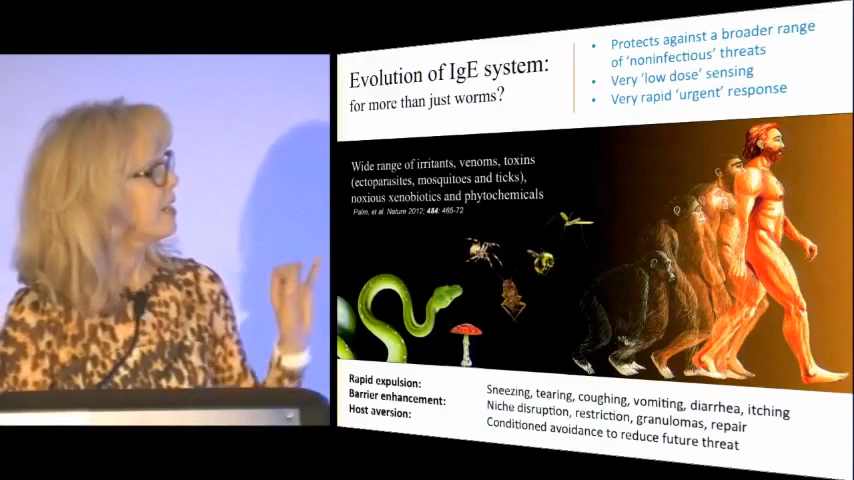 Evolution of IgE system:
for more than just worms?
• Protects against a broader range
of 'noninfectious' threats
• Very 'low dose' sensing
• Very rapid 'urgent' response
Wide range of irritants, venoms, toxins
(ectoparasites, mosquitoes and ticks),
noxious xenobiotics and phytochemicals
Palm, et al. Nature 2012; 484: 465-72
Rapid expulsion: Sneezing, tearing, coughing, vomiting, diarrhea, itching
Barrier enhancement: Niche disruption, restriction, granulomas, repair
Host aversion: Conditioned avoidance to reduce future threat